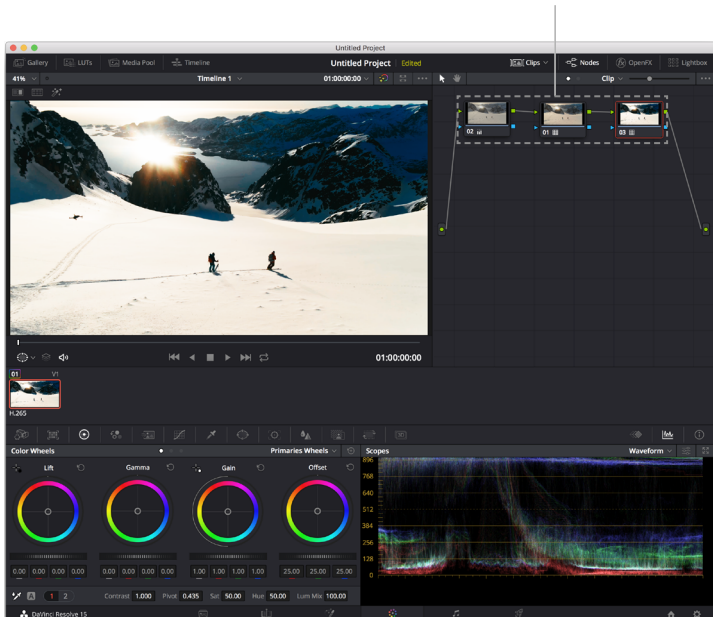 Untitled Project
Gallery LUTs Media Pool Timeline Untitled Project Edited Clips Nodes OpenFX Lightbox
41% Timeline 1 01:00:00:00 Clip
02 01 03
01:00:00:00
01 V1
H.265
Color Wheels Primaries Wheels Scopes Waveform
Lift Gamma Gain Offset
896
768
640
512
384
256
128
0
0.00 0.00 0.00 0.00 0.00 0.00 0.00 0.00 1.00 1.00 1.00 1.00 25.00 25.00 25.00
A 1 2 Contrast 1.000 Pivot 0.435 Sat 50.00 Hue 50.00 Lum Mix 100.00
DaVinci Resolve 15